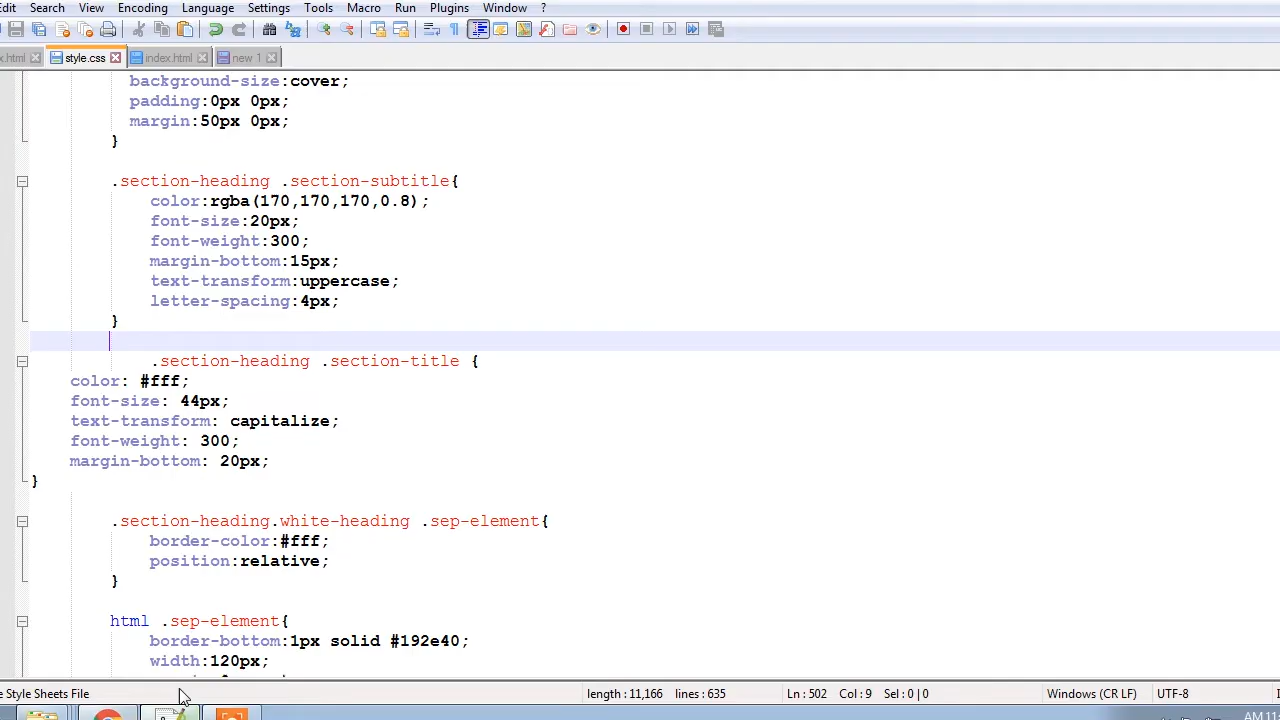 Edit Search View Encoding Language Settings Tools Macro Run Plugins Window ?
style.css index.html new 1
background-size:cover;
padding:0px 0px;
margin:50px 0px;
}
.section-heading .section-subtitle{
color:rgba(170,170,170,0.8);
font-size:20px;
font-weight:300;
margin-bottom:15px;
text-transform:uppercase;
letter-spacing:4px;
}
.section-heading .section-title {
color: #fff;
font-size: 44px;
text-transform: capitalize;
font-weight: 300;
margin-bottom: 20px;
}
.section-heading.white-heading .sep-element{
border-color:#fff;
position:relative;
}
html .sep-element{
border-bottom:1px solid #192e40;
width:120px;
e Style Sheets File length : 11,166 lines : 635 Ln : 502 Col : 9 Sel : 0 | 0 Windows (CR LF) UTF-8